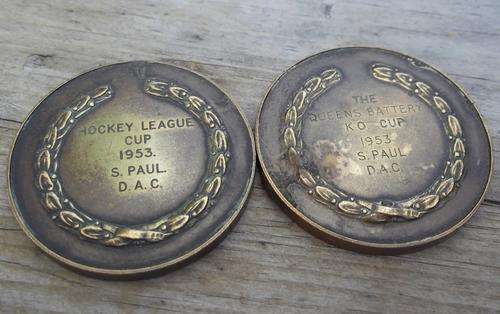 HOCKEY LEAGUE
CUP
1953.
S. PAUL.
D.A.C.
THE
QUEENS BATTERY
K.O. CUP
1953
S. PAUL
D.A.C.